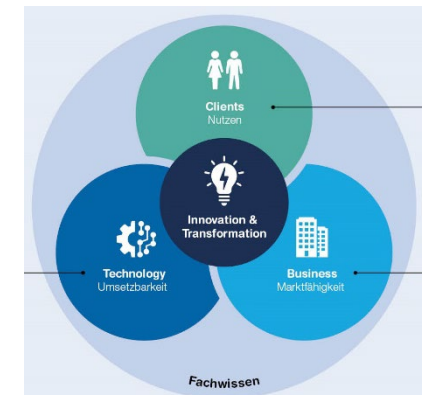 Clients
Nutzen
Innovation &
Transformation
Technology
Umsetzbarkeit
Business
Marktfähigkeit
Fachwissen